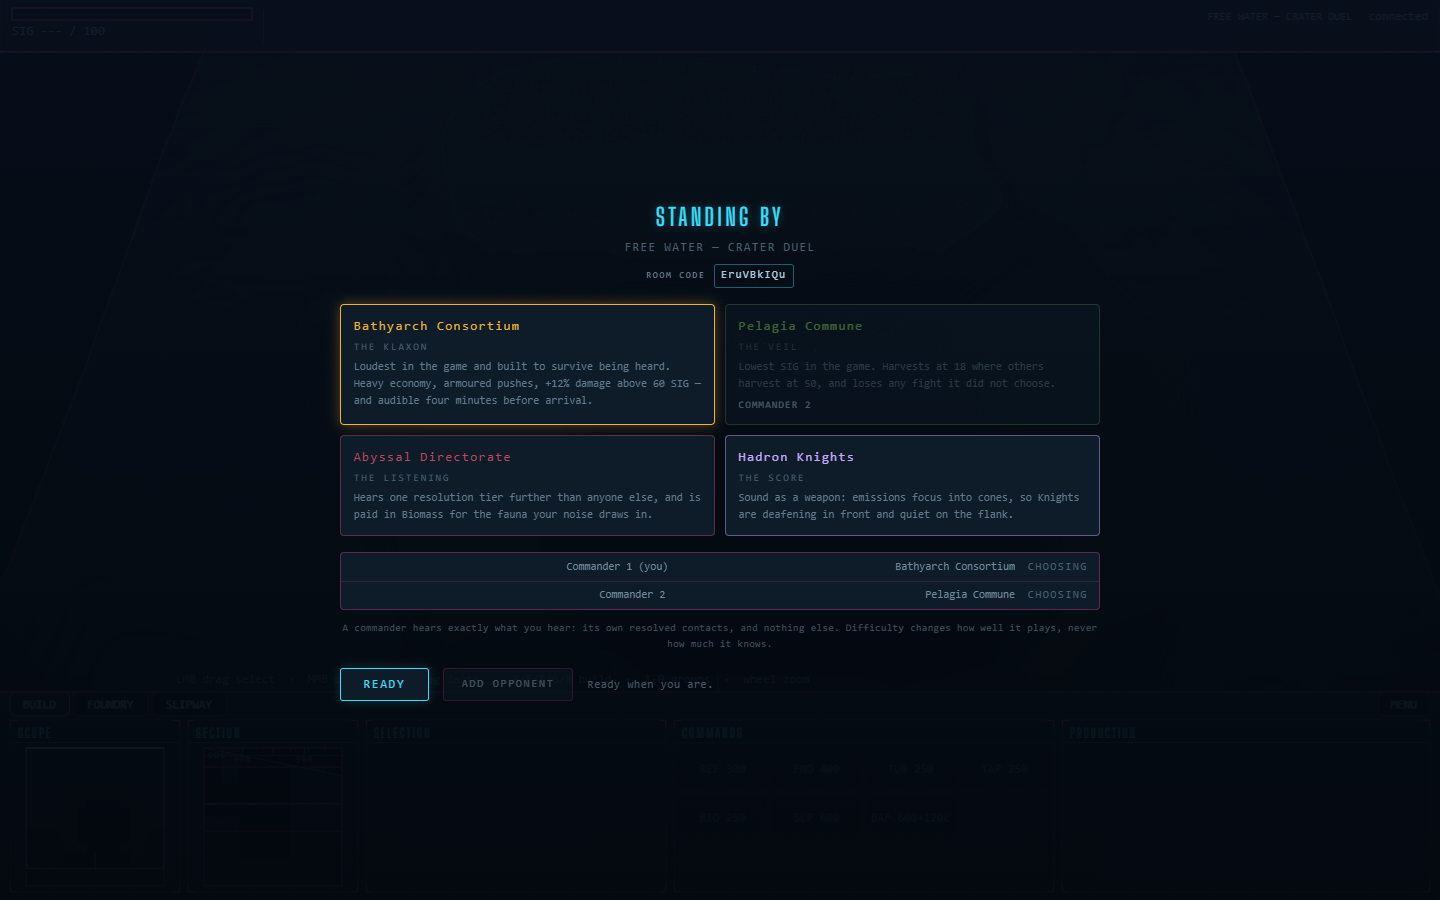 SIG --- / 100
FREE WATER — CRATER DUEL connected
STANDING BY
FREE WATER — CRATER DUEL
ROOM CODE EruVBkIQu
Bathyarch Consortium
THE KLAXON
Loudest in the game and built to survive being heard.
Heavy economy, armoured pushes, +12% damage above 60 SIG —
and audible four minutes before arrival.
Pelagia Commune
THE VEIL
Lowest SIG in the game. Harvests at 18 where others
harvest at 50, and loses any fight it did not choose.
COMMANDER 2
Abyssal Directorate
THE LISTENING
Hears one resolution tier further than anyone else, and is
paid in Biomass for the fauna your noise draws in.
Hadron Knights
THE SCORE
Sound as a weapon: emissions focus into cones, so Knights
are deafening in front and quiet on the flank.
Commander 1 (you) Bathyarch Consortium CHOOSING
Commander 2 Pelagia Commune CHOOSING
A commander hears exactly what you hear: its own resolved contacts, and nothing else. Difficulty changes how well it plays, never
how much it knows.
READY ADD OPPONENT Ready when you are.
LMB drag select wheel zoom
BUILD FOUNDRY SLIPWAY MENU
SCOPE SECTION SELECTION COMMANDS PRODUCTION